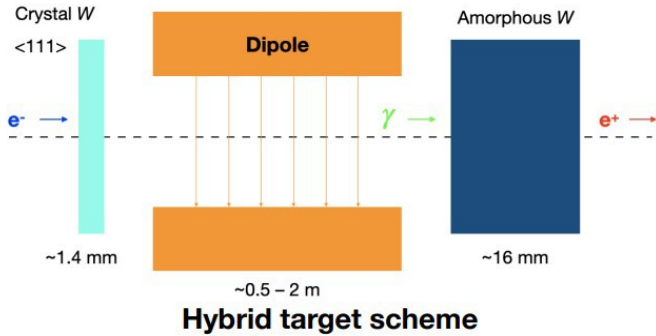 Crystal W
<111>
Dipole
Amorphous W
e-
γ
e+
~1.4 mm
~0.5 – 2 m
~16 mm
Hybrid target scheme